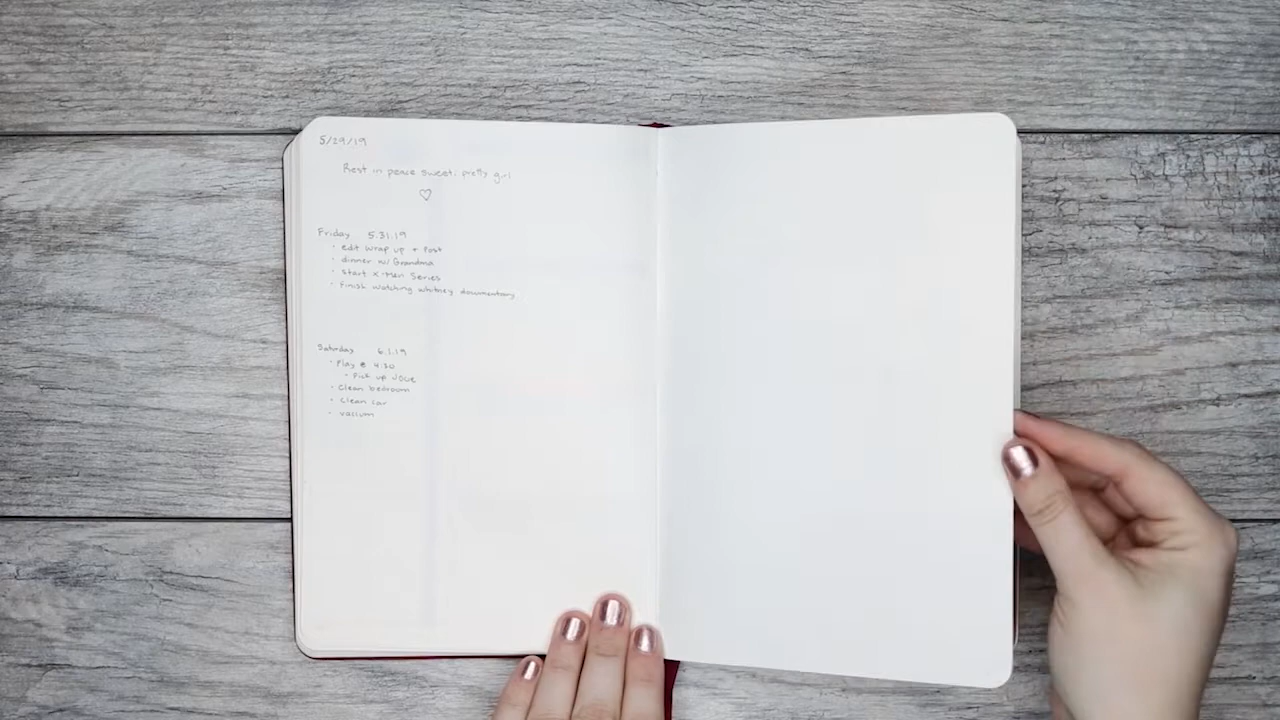 5/29/19
Rest in peace sweet, pretty girl
♡
Friday 5.31.19
· edit wrap up + post
· dinner w/ Grandma
· Start X-Men Series
· Finish watching whitney documentary
Saturday 6.1.19
· Play @ 4:30
· Pick up
· Clean bedroom
· Clean car
· vacuum